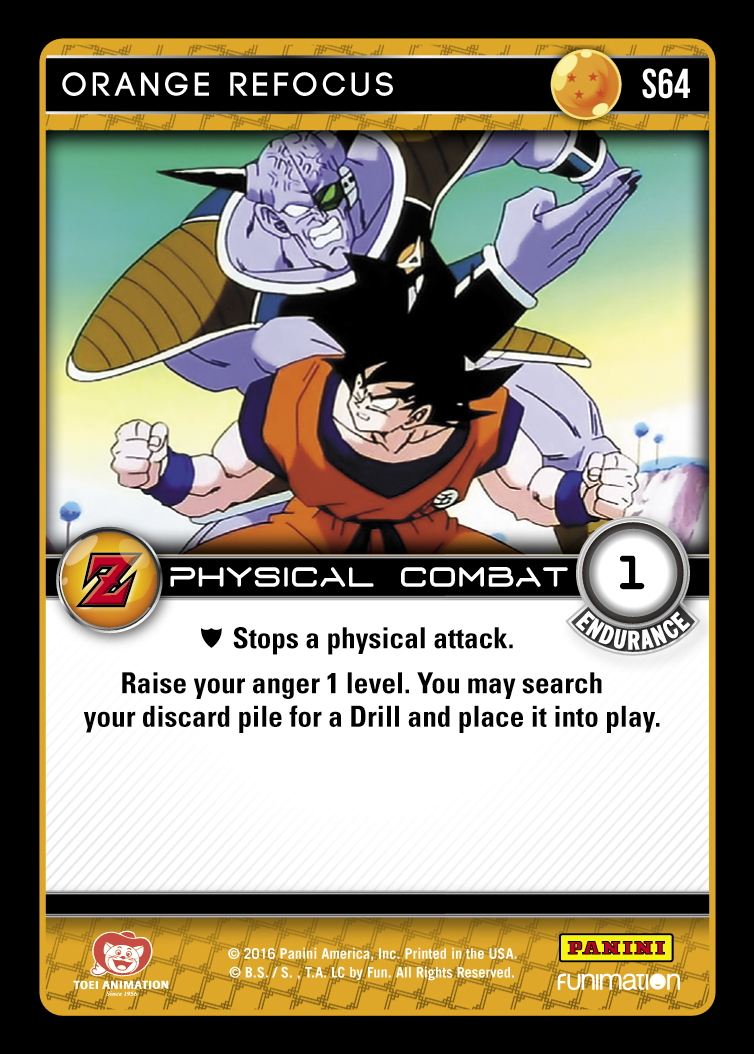 ORANGE REFOCUS
S64
Z
PHYSICAL COMBAT
1
ENDURANCE
Stops a physical attack.
Raise your anger 1 level. You may search
your discard pile for a Drill and place it into play.
TOEI ANIMATION
Since 1956
© 2016 Panini America, Inc. Printed in the USA.
© B.S. / S. , T.A. LC by Fun. All Rights Reserved.
PANINI
FUNIMATION